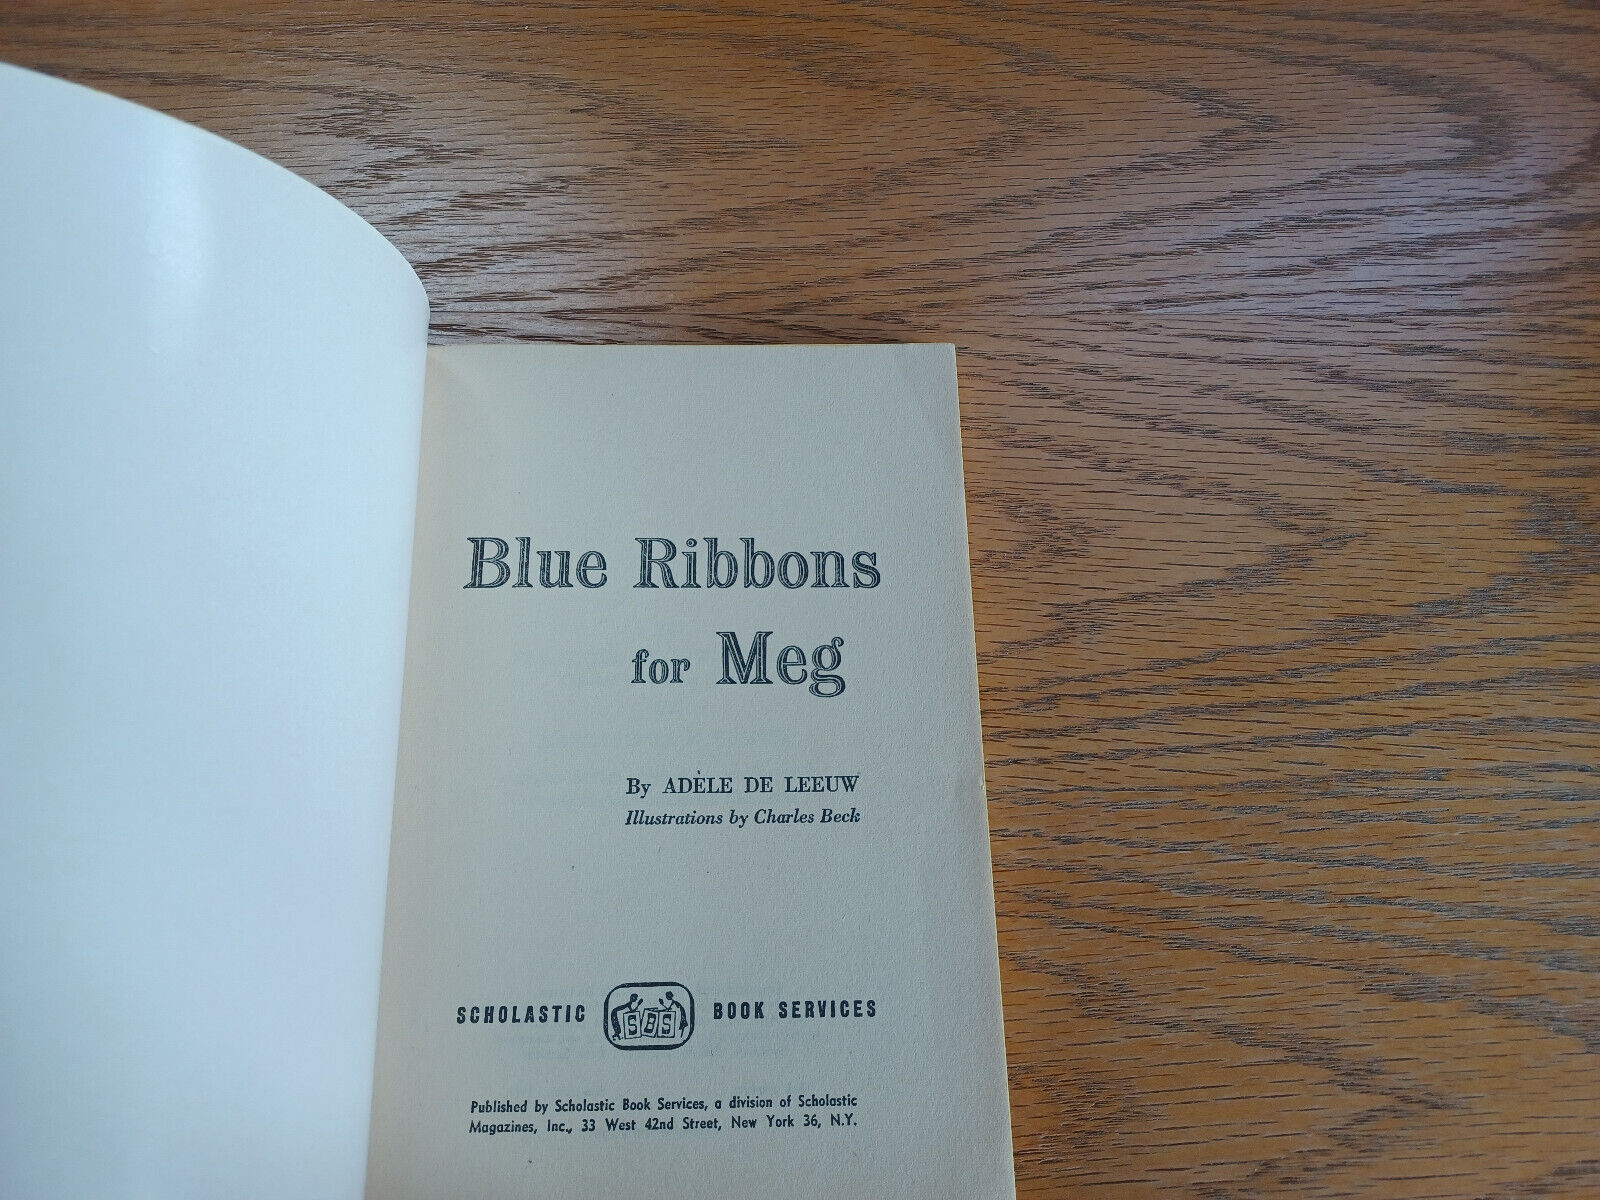 Blue Ribbons
for Meg
By ADÈLE DE LEEUW
Illustrations by Charles Beck
SCHOLASTIC SBS BOOK SERVICES
Published by Scholastic Book Services, a division of Scholastic
Magazines, Inc., 33 West 42nd Street, New York 36, N.Y.